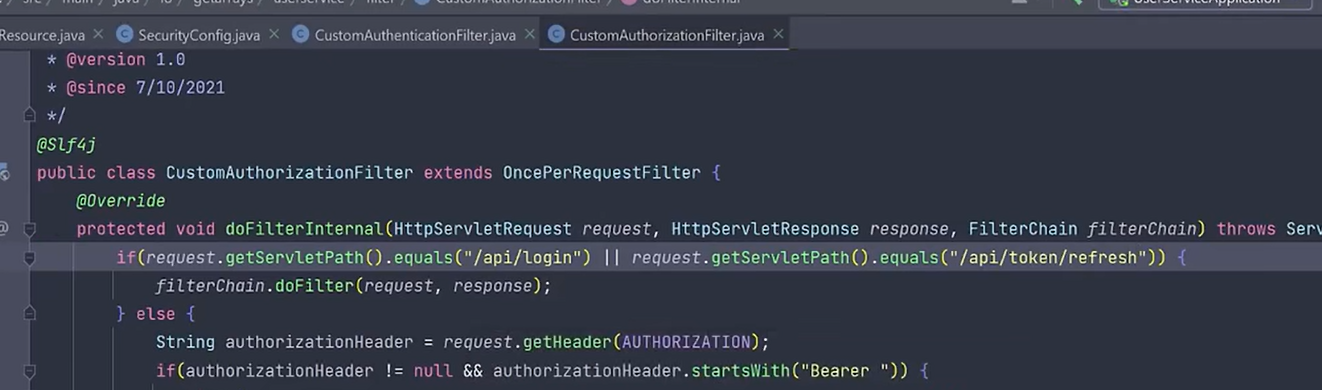 src main java io getarrays userservice filter CustomAuthorizationFilter doFilterInternal UserServiceApplication
Resource.java × SecurityConfig.java × CustomAuthenticationFilter.java × CustomAuthorizationFilter.java ×
* @version 1.0
* @since 7/10/2021
*/
@Slf4j
public class CustomAuthorizationFilter extends OncePerRequestFilter {
@Override
protected void doFilterInternal(HttpServletRequest request, HttpServletResponse response, FilterChain filterChain) throws Serv
if(request.getServletPath().equals("/api/login") || request.getServletPath().equals("/api/token/refresh")) {
filterChain.doFilter(request, response);
} else {
String authorizationHeader = request.getHeader(AUTHORIZATION);
if(authorizationHeader != null && authorizationHeader.startsWith("Bearer ")) {